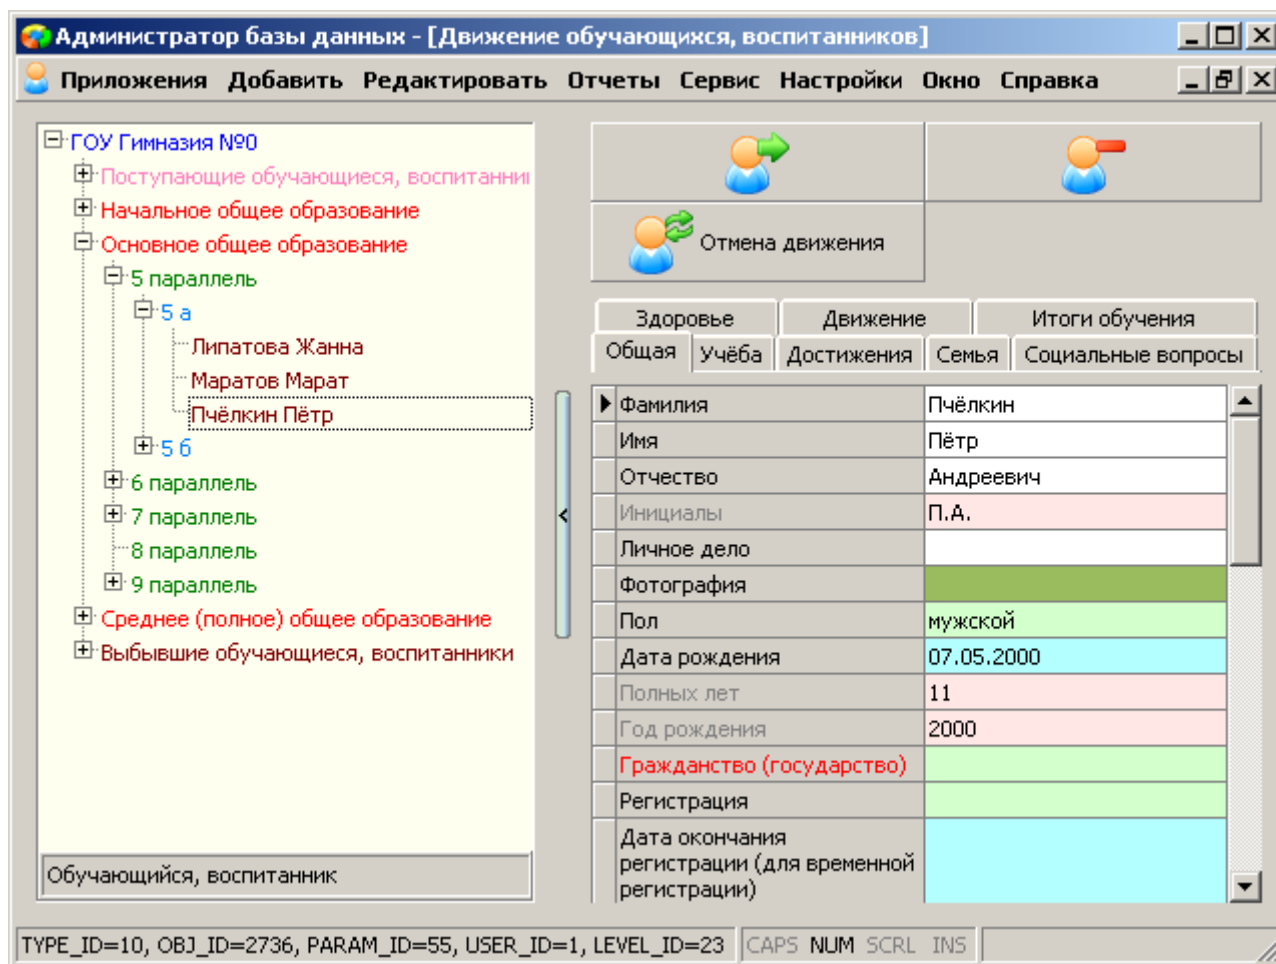 Администратор базы данных - [Движение обучающихся, воспитанников]
Приложения Добавить Редактировать Отчеты Сервис Настройки Окно Справка
ГОУ Гимназия №0
Поступающие обучающиеся, воспитанни
Начальное общее образование
Основное общее образование
5 параллель
5 а
Липатова Жанна
Маратов Марат
Пчёлкин Пётр
5 б
6 параллель
7 параллель
8 параллель
9 параллель
Среднее (полное) общее образование
Выбывшие обучающиеся, воспитанники
Обучающийся, воспитанник
Отмена движения
Здоровье Движение Итоги обучения
Общая Учёба Достижения Семья Социальные вопросы
Фамилия Пчёлкин
Имя Пётр
Отчество Андреевич
Инициалы П.А.
Личное дело
Фотография
Пол мужской
Дата рождения 07.05.2000
Полных лет 11
Год рождения 2000
Гражданство (государство)
Регистрация
Дата окончания
регистрации (для временной
регистрации)
TYPE_ID=10, OBJ_ID=2736, PARAM_ID=55, USER_ID=1, LEVEL_ID=23 CAPS NUM SCRL INS